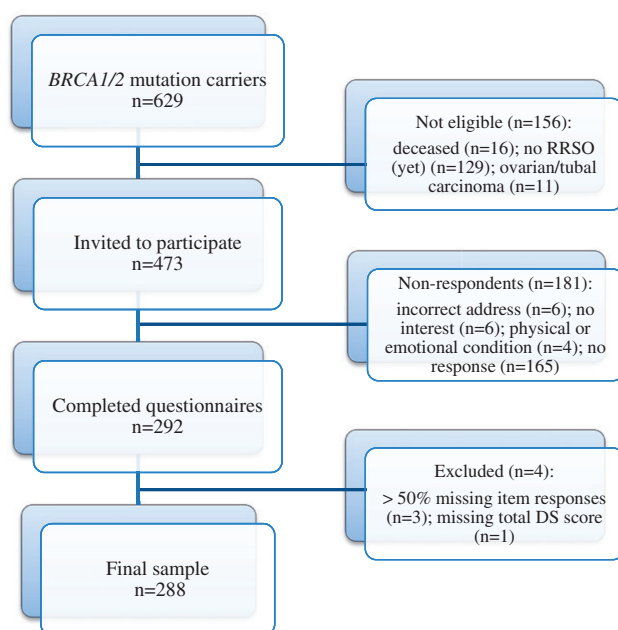 BRCA1/2 mutation carriers
n=629
Not eligible (n=156):
deceased (n=16); no RRSO
(yet) (n=129); ovarian/tubal
carcinoma (n=11)
Invited to participate
n=473
Non-respondents (n=181):
incorrect address (n=6); no
interest (n=6); physical or
emotional condition (n=4); no
response (n=165)
Completed questionnaires
n=292
Excluded (n=4):
> 50% missing item responses
(n=3); missing total DS score
(n=1)
Final sample
n=288